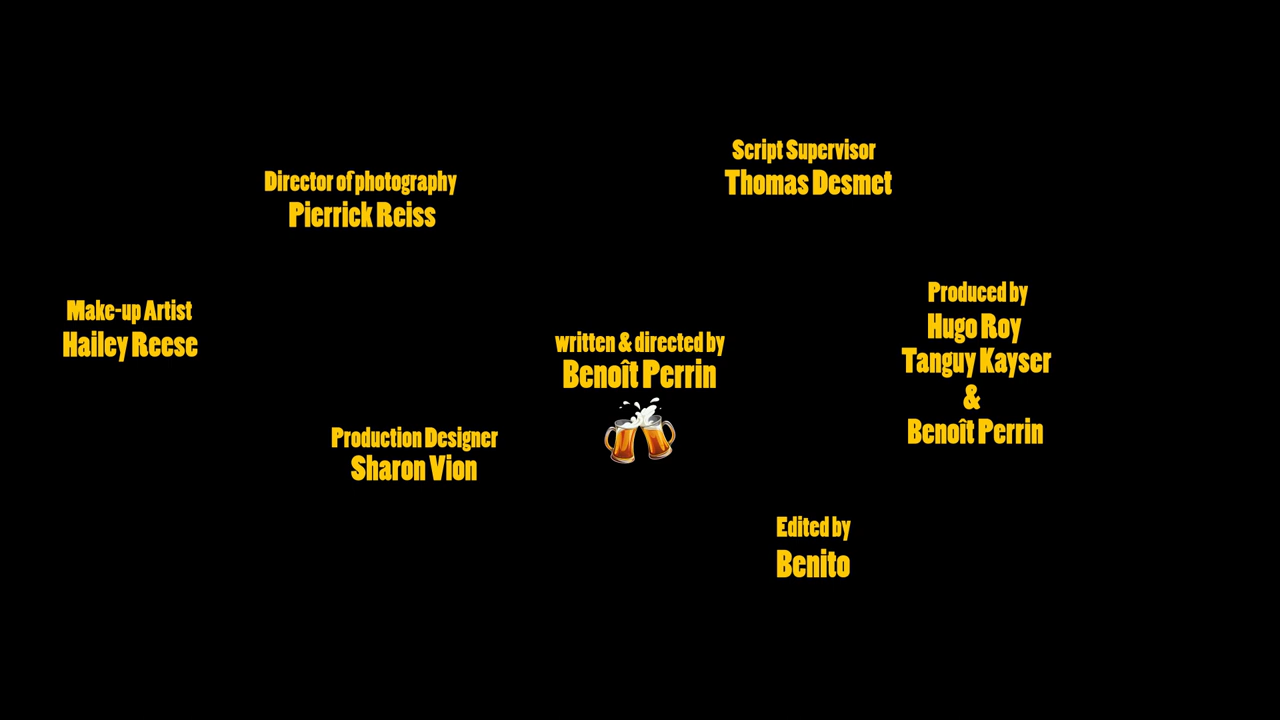 Script Supervisor
Thomas Desmet
Director of photography
Pierrick Reiss
Make-up Artist
Hailey Reese
written & directed by
Benoît Perrin
Produced by
Hugo Roy
Tanguy Kayser
&
Benoît Perrin
Production Designer
Sharon Vion
Edited by
Benito